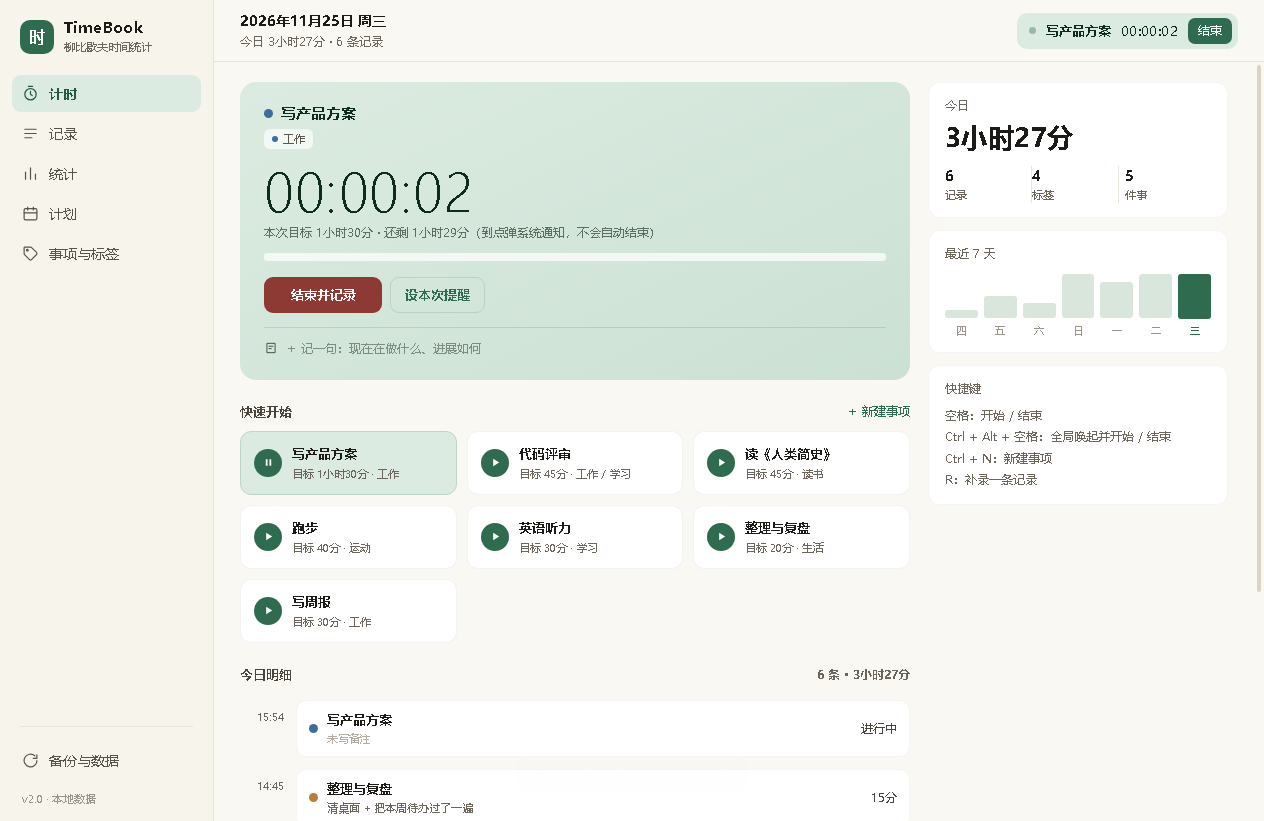 时
TimeBook
柳比歇夫时间统计
计时
记录
统计
计划
事项与标签
备份与数据
v2.0 · 本地数据
2026年11月25日 周三
今日 3小时27分 · 6 条记录
写产品方案 00:00:02 结束
写产品方案
工作
00:00:02
本次目标 1小时30分 · 还剩 1小时29分（到点弹系统通知，不会自动结束）
结束并记录 设本次提醒
+ 记一句：现在在做什么、进展如何
快速开始 + 新建事项
写产品方案
目标 1小时30分 · 工作
代码评审
目标 45分 · 工作 / 学习
读《人类简史》
目标 45分 · 读书
跑步
目标 40分 · 运动
英语听力
目标 30分 · 学习
整理与复盘
目标 20分 · 生活
写周报
目标 30分 · 工作
今日明细 6 条 · 3小时27分
15:54
写产品方案
未写备注
进行中
14:45
整理与复盘
清桌面 + 把本周待办过了一遍
15分
今日
3小时27分
6 4 5
记录 标签 件事
最近 7 天
四 五 六 日 一 二 三
快捷键
空格：开始 / 结束
Ctrl + Alt + 空格：全局唤起并开始 / 结束
Ctrl + N：新建事项
R：补录一条记录